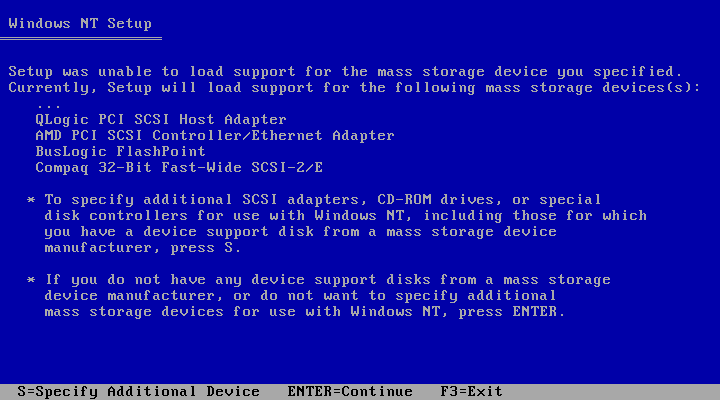 Windows NT Setup
Setup was unable to load support for the mass storage device you specified.
Currently, Setup will load support for the following mass storage devices(s):
...
QLogic PCI SCSI Host Adapter
AMD PCI SCSI Controller/Ethernet Adapter
BusLogic FlashPoint
Compaq 32-Bit Fast-Wide SCSI-2/E
* To specify additional SCSI adapters, CD-ROM drives, or special
disk controllers for use with Windows NT, including those for which
you have a device support disk from a mass storage device
manufacturer, press S.
* If you do not have any device support disks from a mass storage
device manufacturer, or do not want to specify additional
mass storage devices for use with Windows NT, press ENTER.
S=Specify Additional Device   ENTER=Continue   F3=Exit